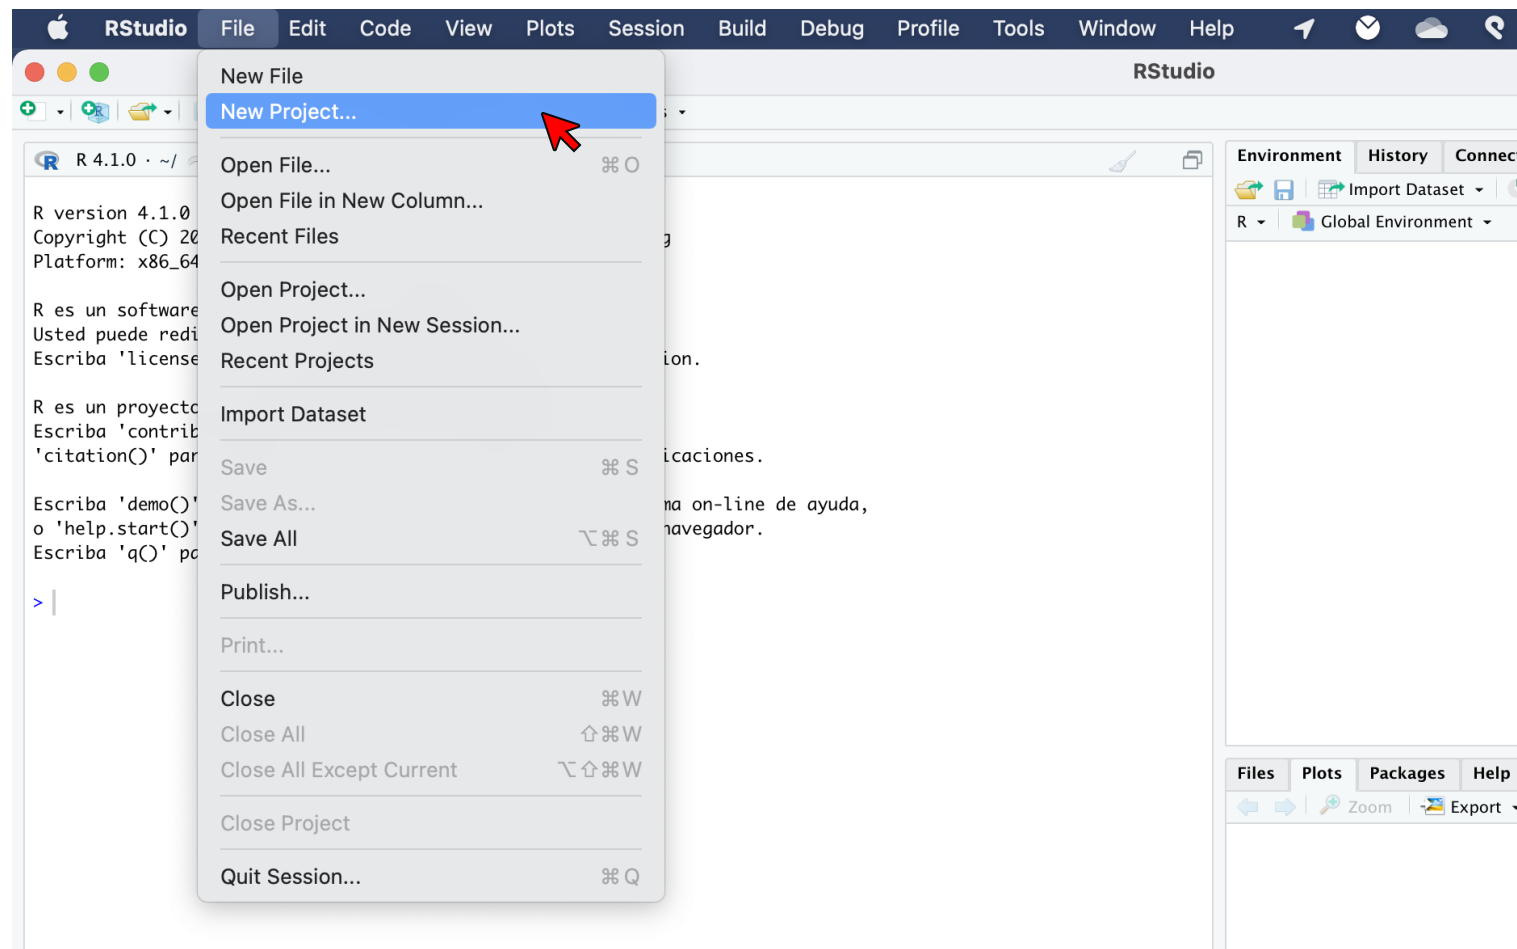 RStudio File Edit Code View Plots Session Build Debug Profile Tools Window Help
RStudio
New File
New Project...
Open File... ⌘ O
Open File in New Column...
Recent Files
Open Project...
Open Project in New Session...
Recent Projects
Import Dataset
Save ⌘ S
Save As...
Save All ⌥⌘ S
Publish...
Print...
Close ⌘W
Close All ⇧⌘W
Close All Except Current ⌥⇧⌘W
Close Project
Quit Session... ⌘Q
R 4.1.0 · ~/
R version 4.1.0
Copyright (C) 20
Platform: x86_64
R es un software
Usted puede redi
Escriba 'license ion.
R es un proyecto
Escriba 'contrib
'citation()' par icaciones.
Escriba 'demo()' ma on-line de ayuda,
o 'help.start()' navegador.
Escriba 'q()' pa
>
Environment History Connec
Import Dataset
R Global Environment
Files Plots Packages Help
Zoom Export